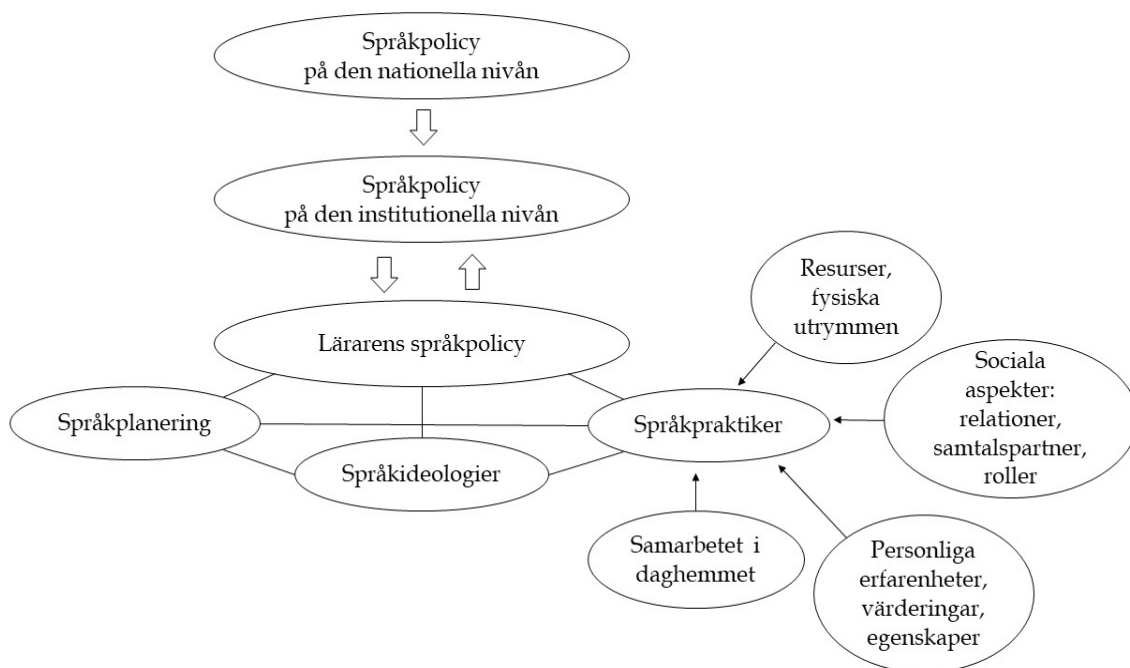 Språkpolicy
på den nationella nivån
Språkpolicy
på den institutionella nivån
Lärarens språkpolicy
Språkplanering
Språkideologier
Språkpraktiker
Resurser,
fysiska
utrymmen
Sociala
aspekter:
relationer,
samtalspartner,
roller
Samarbetet i
daghemmet
Personliga
erfarenheter,
värderingar,
egenskaper